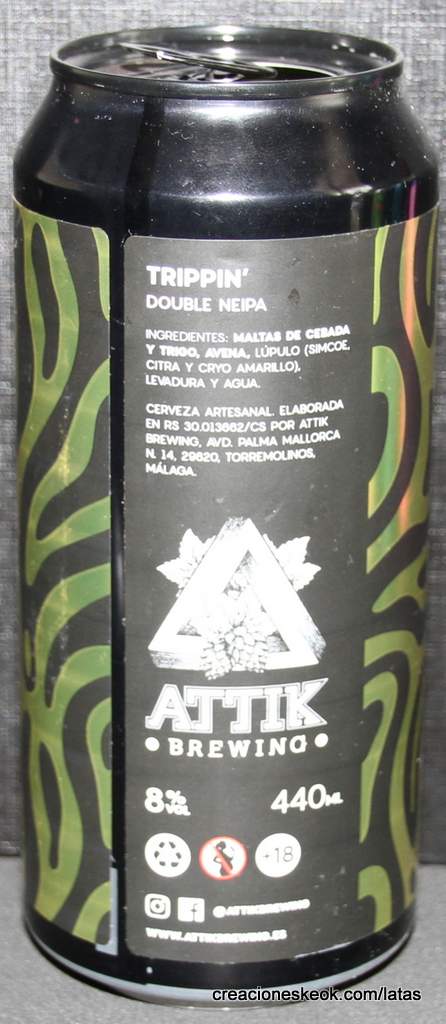 TRIPPIN'
DOUBLE NEIPA
INGREDIENTES: MALTAS DE CEBADA
Y TRIGO, AVENA, LÚPULO (SIMCOE,
CITRA Y CRYO AMARILLO),
LEVADURA Y AGUA.
CERVEZA ARTESANAL. ELABORADA
EN RS 30.013662/CS POR ATTIK
BREWING, AVD. PALMA MALLORCA
N. 14, 29620, TORREMOLINOS,
MÁLAGA.
ATTIK
• BREWING •
8% VOL 440ML
+18
@ATTIKBREWING
WWW.ATTIKBREWING.ES
creacioneskeok.com/latas